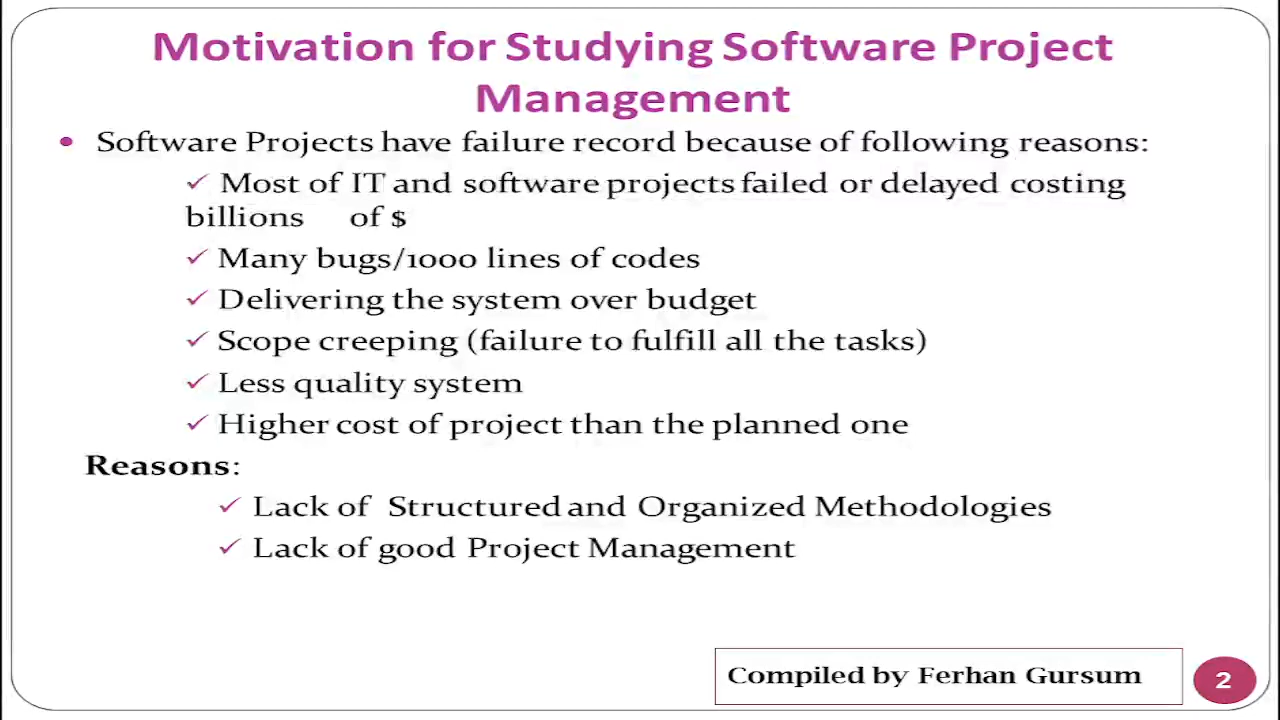 Motivation for Studying Software Project
Management
• Software Projects have failure record because of following reasons:
✓ Most of IT and software projects failed or delayed costing
billions of $
✓ Many bugs/1000 lines of codes
✓ Delivering the system over budget
✓ Scope creeping (failure to fulfill all the tasks)
✓ Less quality system
✓ Higher cost of project than the planned one
Reasons:
✓ Lack of Structured and Organized Methodologies
✓ Lack of good Project Management
Compiled by Ferhan Gursum
2